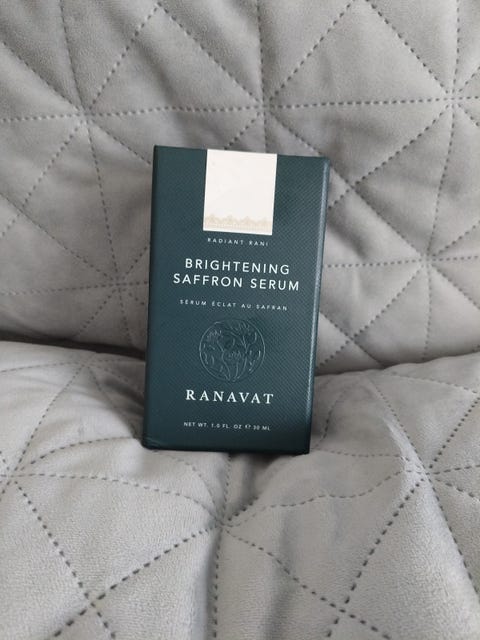 RADIANT RANI
BRIGHTENING
SAFFRON SERUM
SÉRUM ÉCLAT AU SAFRAN
RANAVAT
NET WT. 1.0 FL. OZ ℮ 30 ML